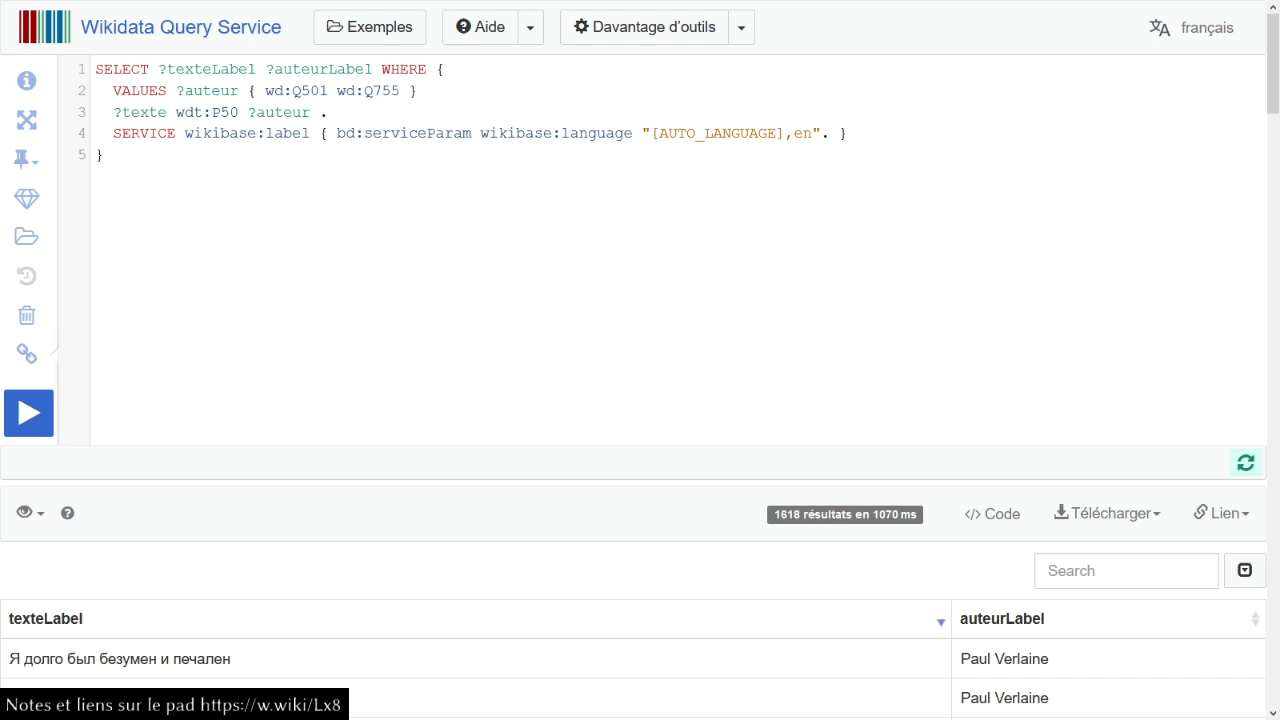 Wikidata Query Service Exemples Aide Davantage d'outils français
1 SELECT ?texteLabel ?auteurLabel WHERE {
2 VALUES ?auteur { wd:Q501 wd:Q755 }
3 ?texte wdt:P50 ?auteur .
4 SERVICE wikibase:label { bd:serviceParam wikibase:language "[AUTO_LANGUAGE],en". }
5 }
1618 résultats en 1070 ms </> Code Télécharger Lien
Search
texteLabel auteurLabel
Я долго был безумен и печален Paul Verlaine
Paul Verlaine
Notes et liens sur le pad https://w.wiki/Lx8